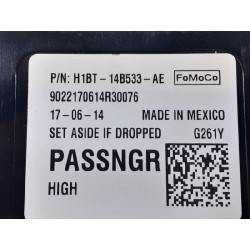 P/N: H1BT-14B533-AE FoMoCo
9022170614R30076
17-06-14 MADE IN MEXICO
SET ASIDE IF DROPPED G261Y
PASSNGR
HIGH